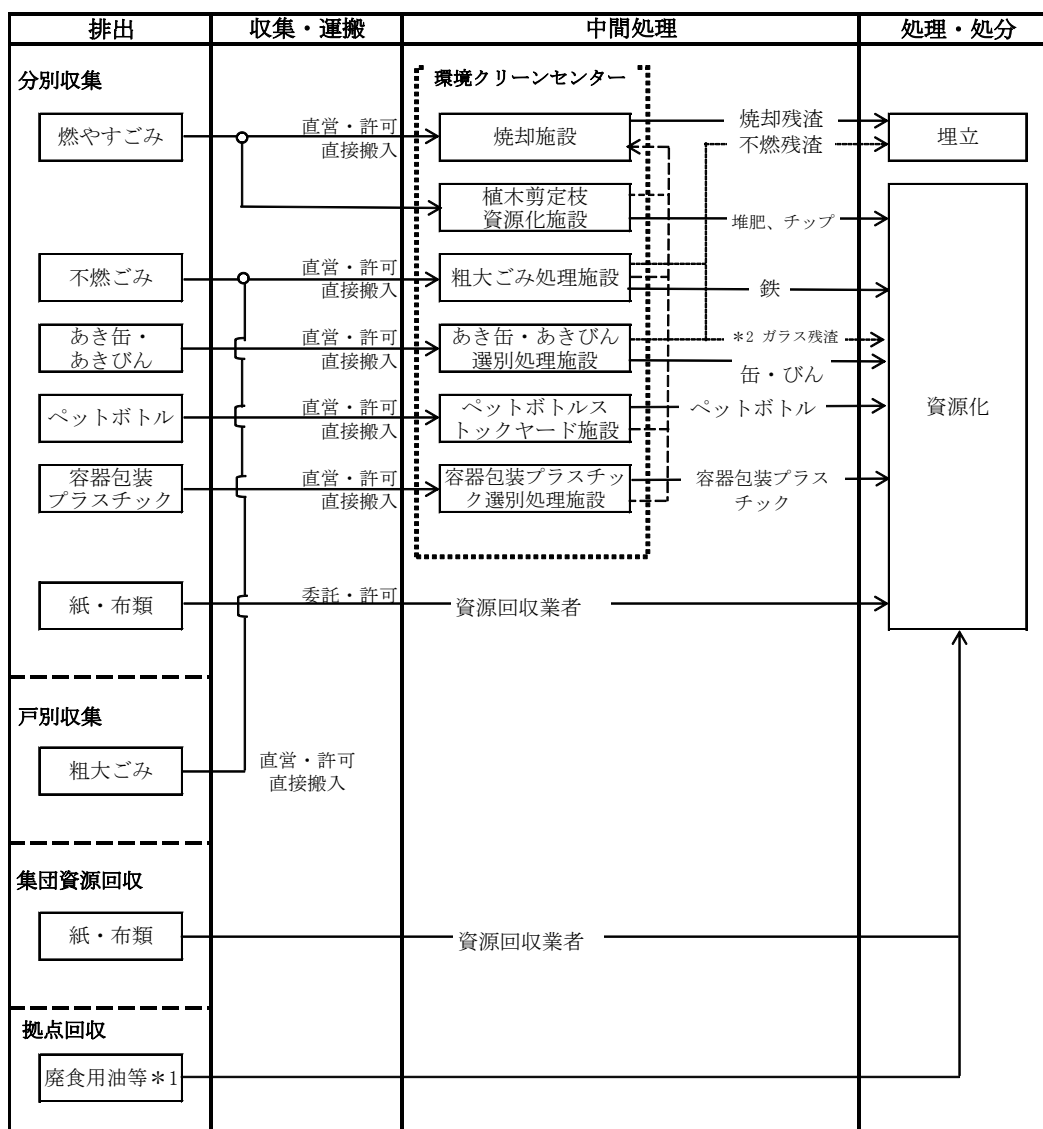 排出
収集・運搬
中間処理
処理・処分
分別収集
環境クリーンセンター
燃やすごみ
直営・許可
直接搬入
焼却施設
焼却残渣
不燃残渣
埋立
植木剪定枝
資源化施設
堆肥、チップ
不燃ごみ
直営・許可
直接搬入
粗大ごみ処理施設
鉄
あき缶・
あきびん
直営・許可
直接搬入
あき缶・あきびん
選別処理施設
*2 ガラス残渣
缶・びん
ペットボトル
直営・許可
直接搬入
ペットボトルス
トックヤード施設
ペットボトル
資源化
容器包装
プラスチック
直営・許可
直接搬入
容器包装プラスチッ
ク選別処理施設
容器包装プラス
チック
紙・布類
委託・許可
資源回収業者
戸別収集
粗大ごみ
直営・許可
直接搬入
集団資源回収
紙・布類
資源回収業者
拠点回収
廃食用油等*1